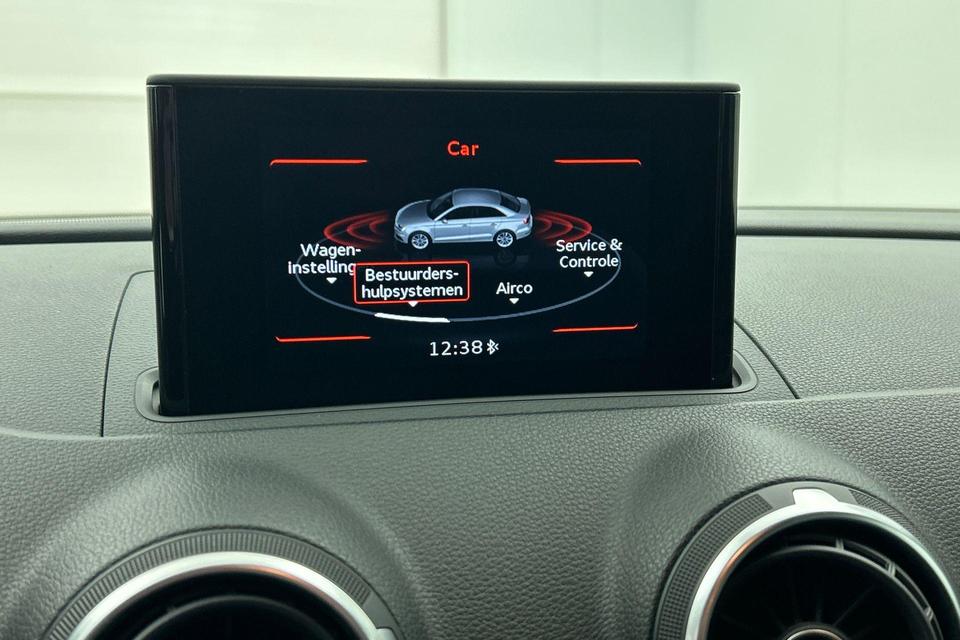 Car
Wagen-
instelling
Bestuurders-
hulpsystemen
Airco
Service &
Controle
12:38